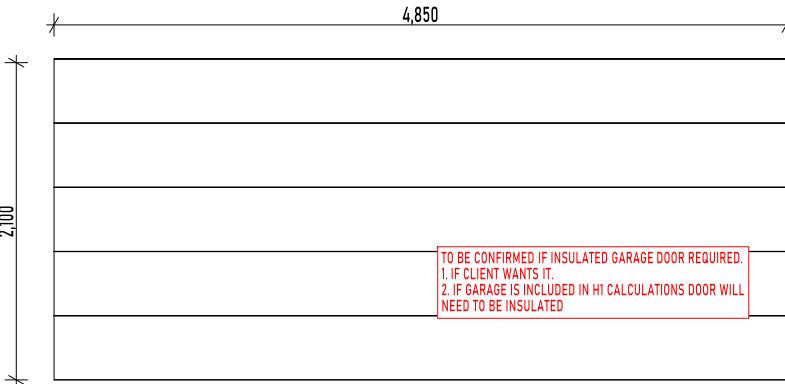 4,850
2,100
TO BE CONFIRMED IF INSULATED GARAGE DOOR REQUIRED.
1. IF CLIENT WANTS IT.
2. IF GARAGE IS INCLUDED IN H1 CALCULATIONS DOOR WILL
NEED TO BE INSULATED